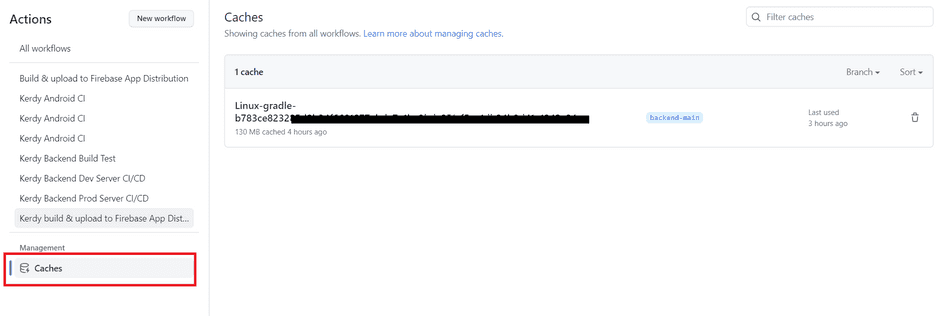 Actions
New workflow
All workflows
Build & upload to Firebase App Distribution
Kerdy Android CI
Kerdy Android CI
Kerdy Android CI
Kerdy Backend Build Test
Kerdy Backend Dev Server CI/CD
Kerdy Backend Prod Server CI/CD
Kerdy build & upload to Firebase App Dist...
Management
Caches
Caches
Filter caches
Showing caches from all workflows. Learn more about managing caches.
1 cache
Branch
Sort
Linux-gradle-
130 MB cached 4 hours ago
backend-main
Last used
3 hours ago